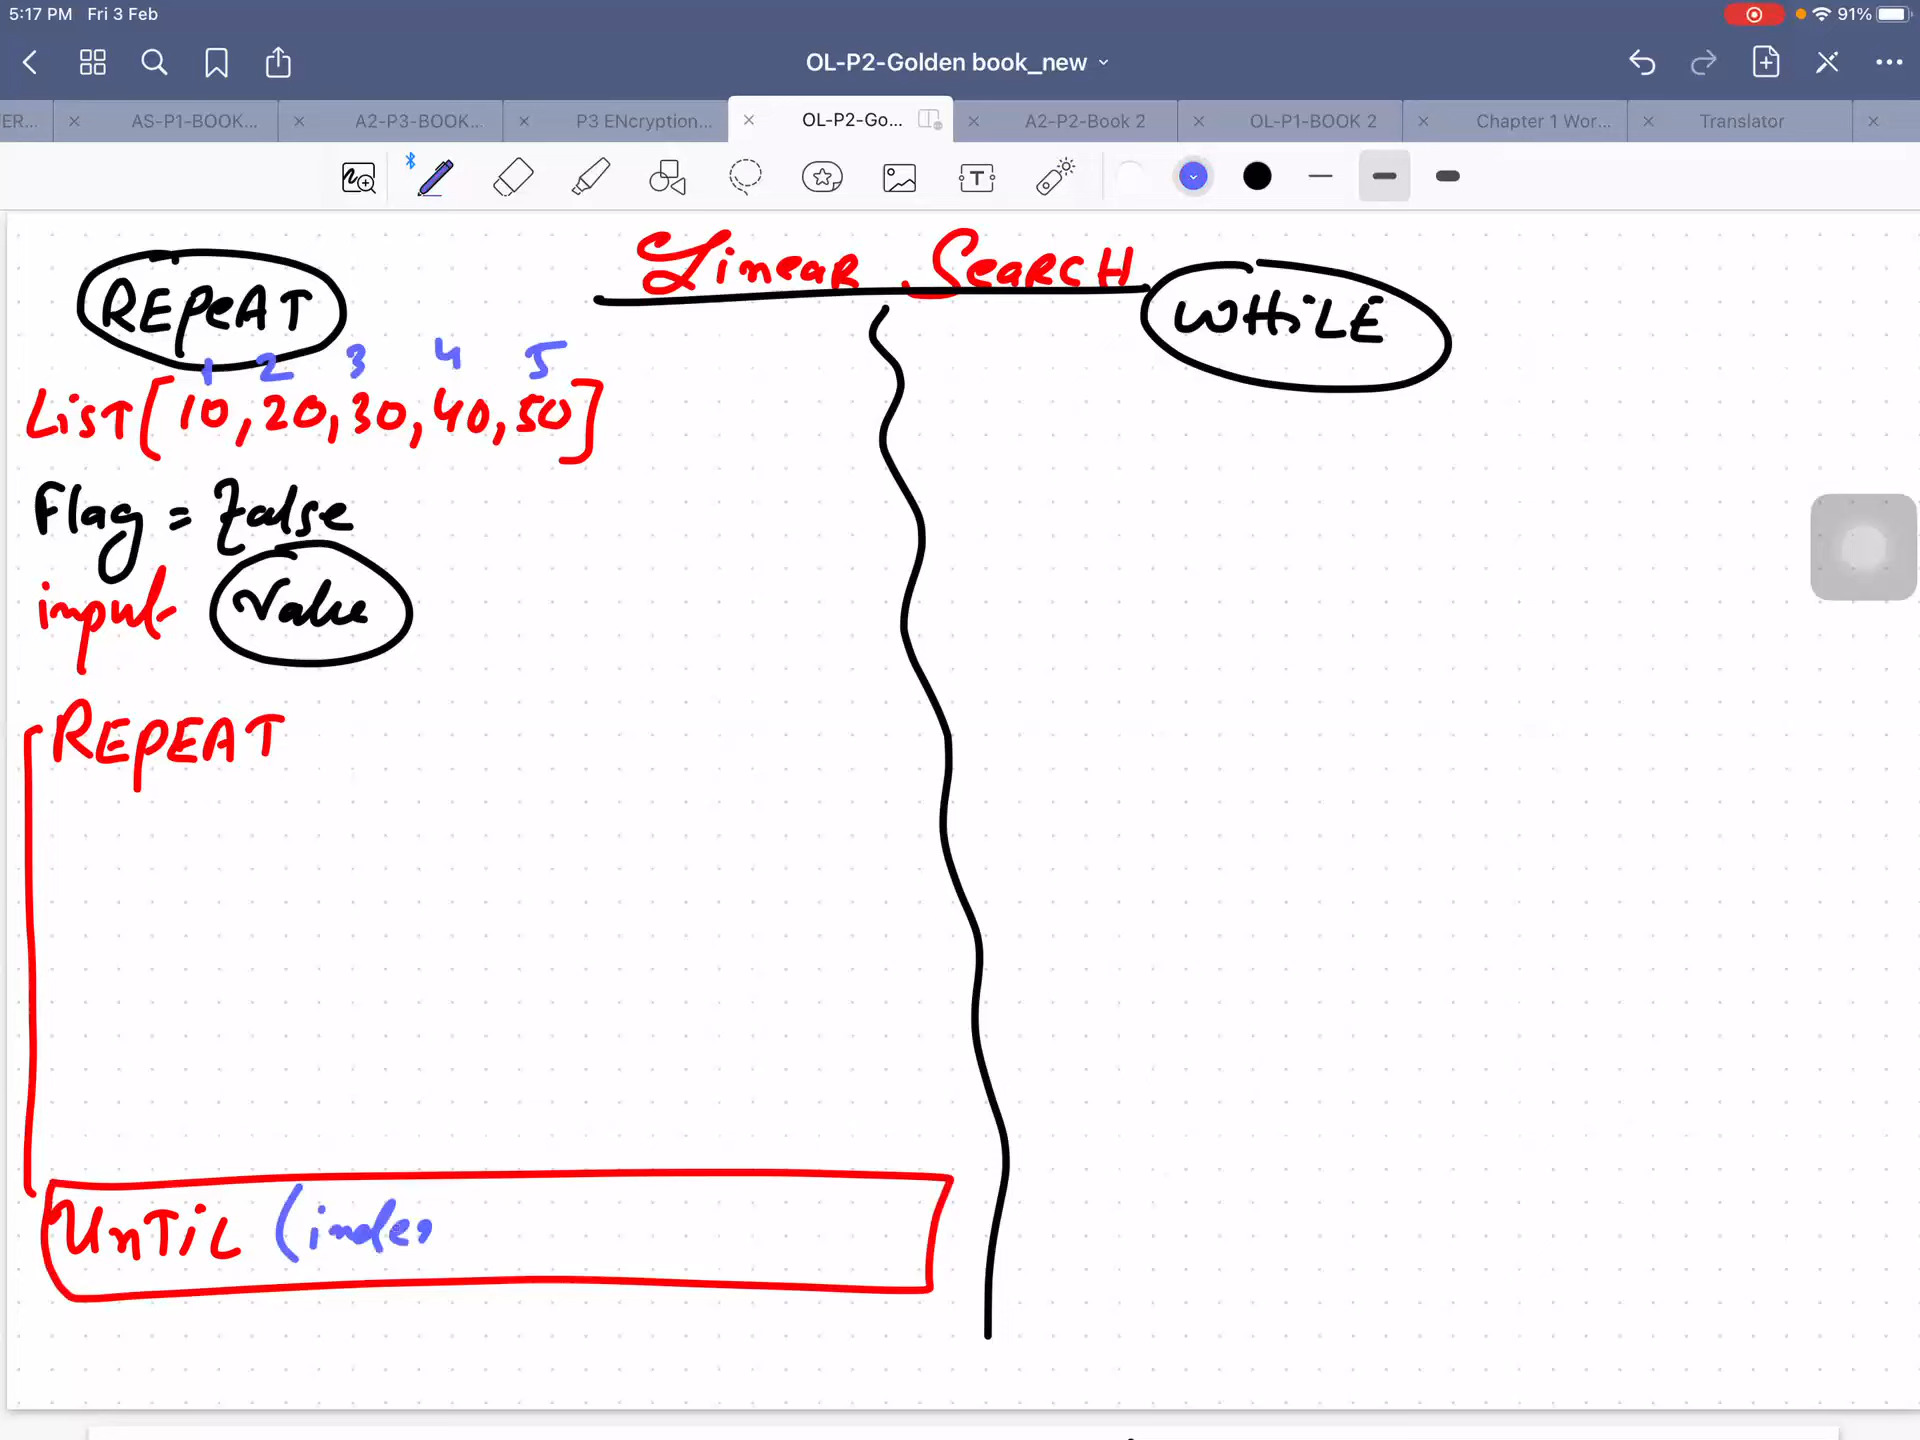 5:17 PM Fri 3 Feb 91%
OL-P2-Golden book_new
ER... AS-P1-BOOK... A2-P3-BOOK... P3 ENcryption... OL-P2-Go... A2-P2-Book 2 OL-P1-BOOK 2 Chapter 1 Wor... Translator
Linear Search
REPEAT
WHILE
1 2 3 4 5
List[10,20,30,40,50]
Flag = False
input Value
REPEAT
UNTIL (index